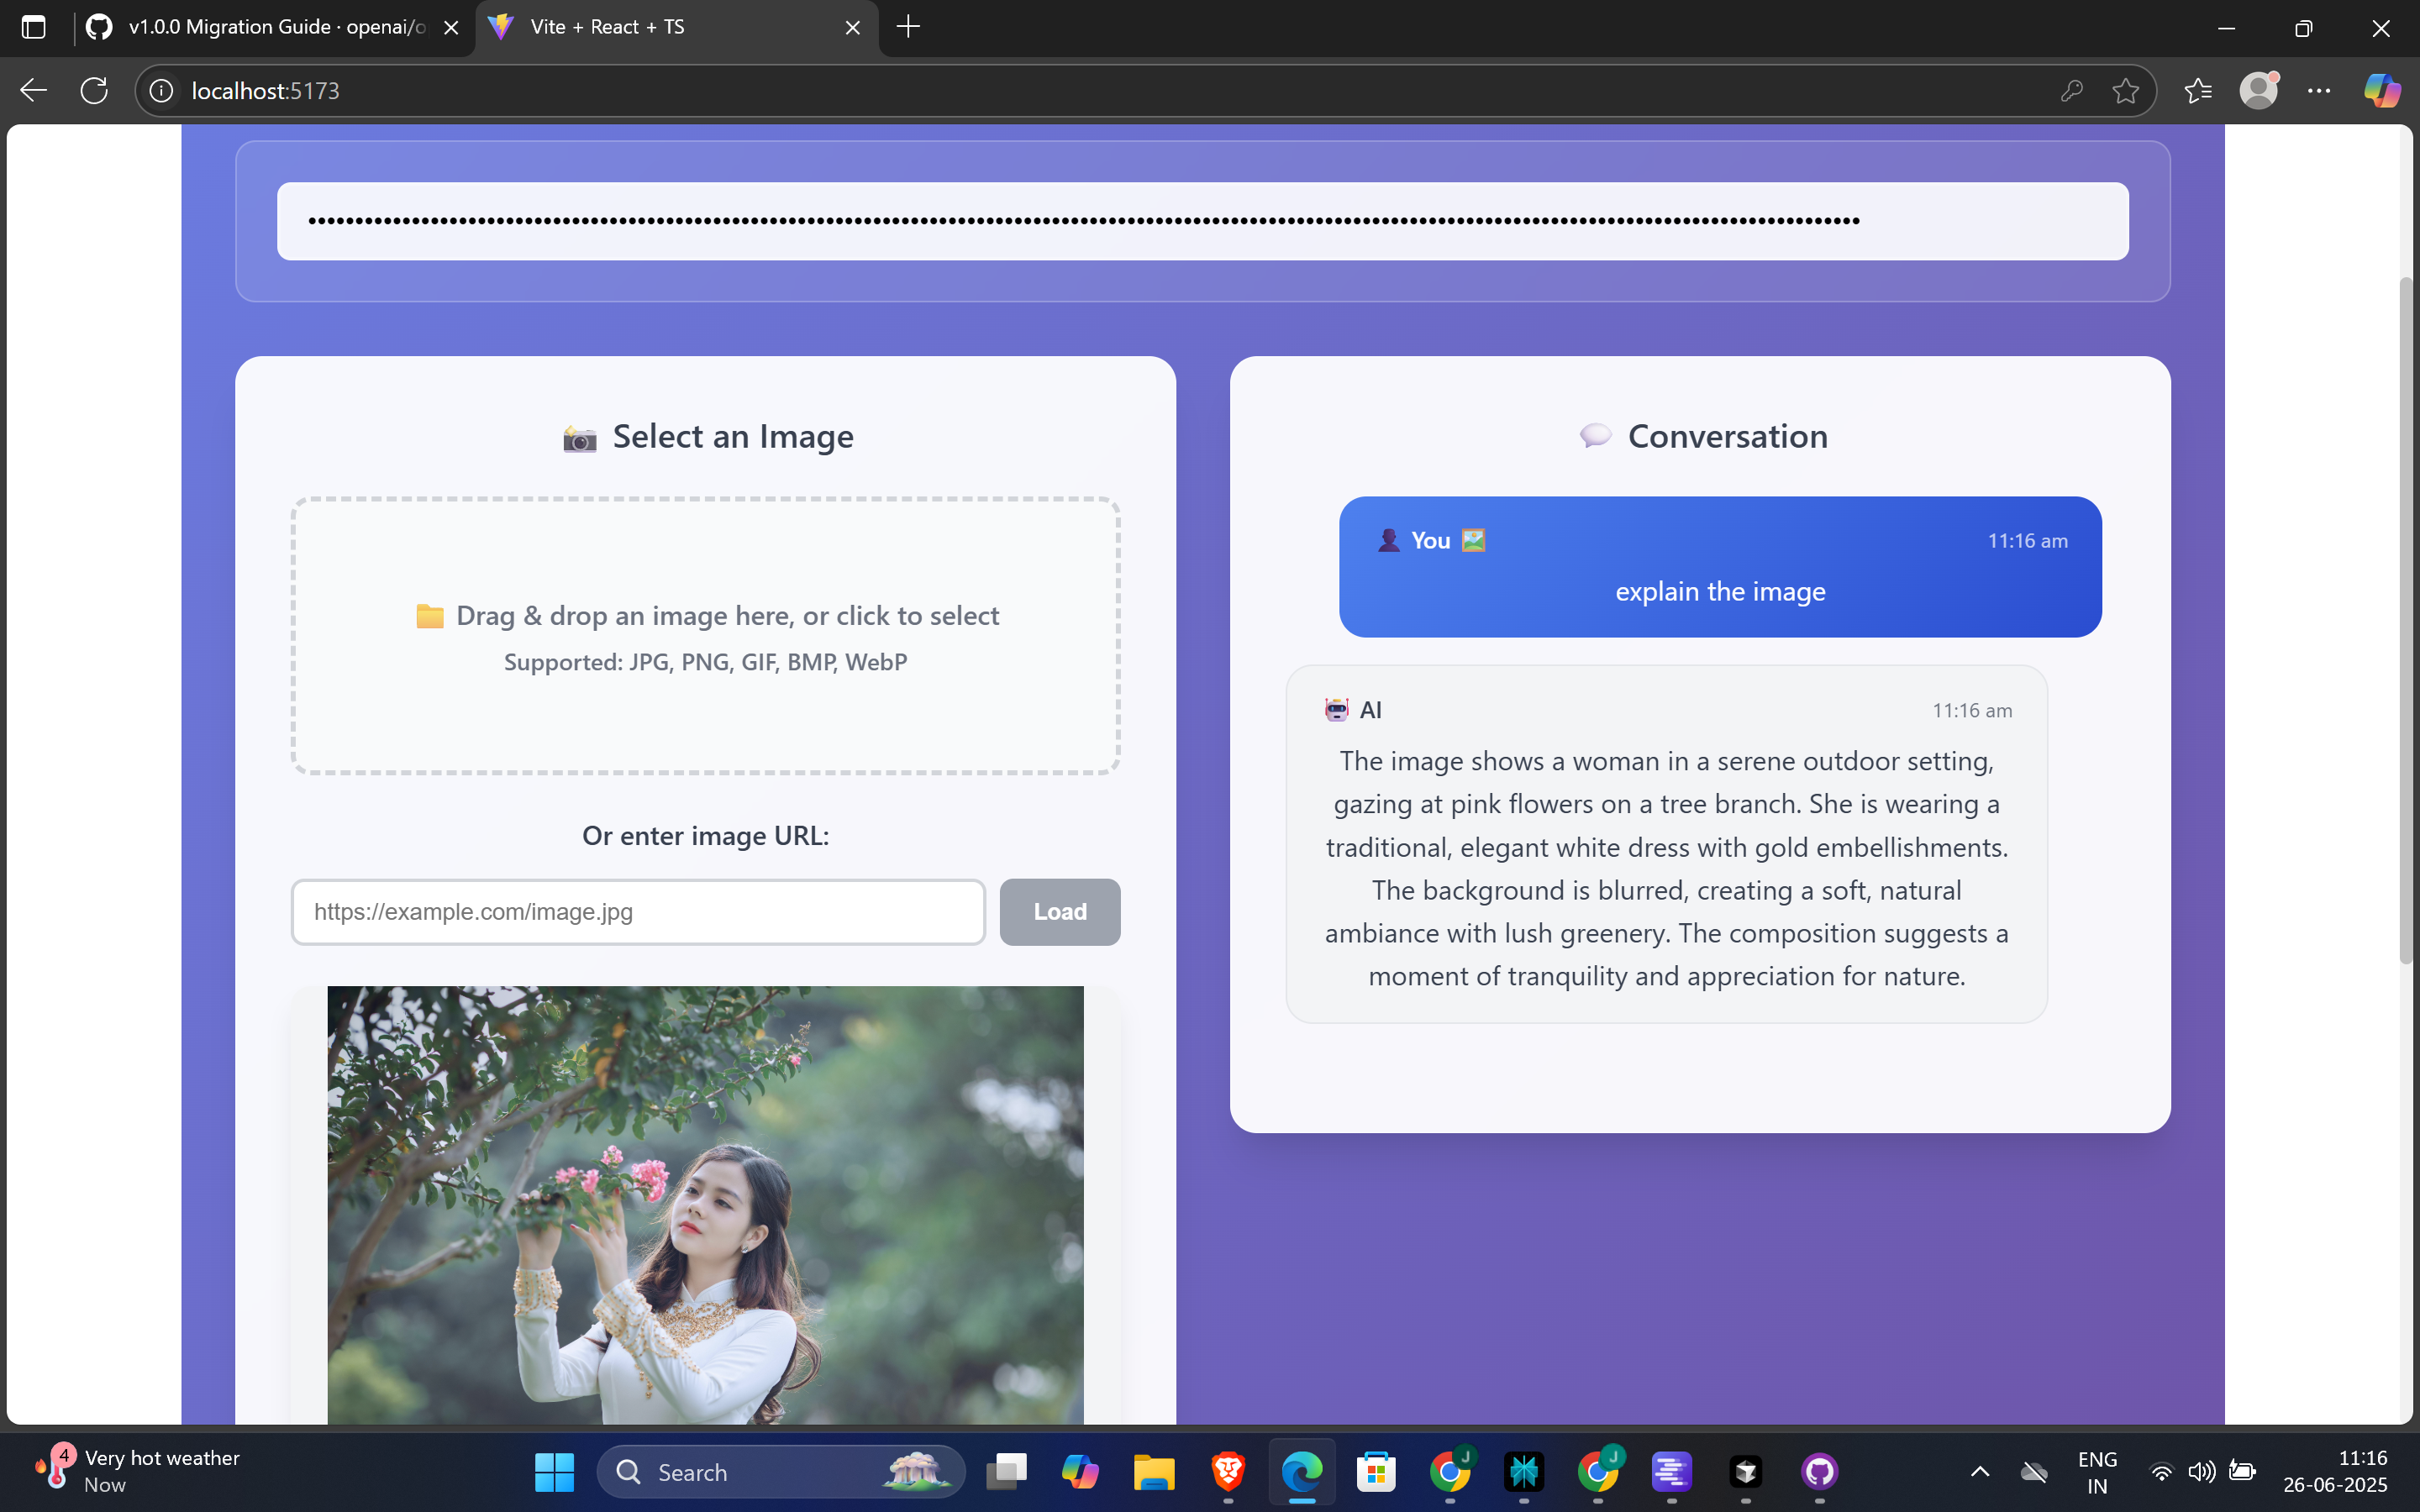 v1.0.0 Migration Guide · openai/o
Vite + React + TS
localhost:5173
••••••••••••••••••••••••••••••••••••••••••••••••••••••••••••••••••••••••••••••••••••••••••••••••••••••••••••••••••••••••••••••••••••••••••••••••••••••••••••••••••••
📸 Select an Image
📁 Drag & drop an image here, or click to select
Supported: JPG, PNG, GIF, BMP, WebP
Or enter image URL:
https://example.com/image.jpg
Load
💬 Conversation
👤 You 🖼️ 11:16 am
explain the image
🤖 AI 11:16 am
The image shows a woman in a serene outdoor setting,
gazing at pink flowers on a tree branch. She is wearing a
traditional, elegant white dress with gold embellishments.
The background is blurred, creating a soft, natural
ambiance with lush greenery. The composition suggests a
moment of tranquility and appreciation for nature.
4
Very hot weather
Now
Search
J
J
ENG
IN
11:16
26-06-2025